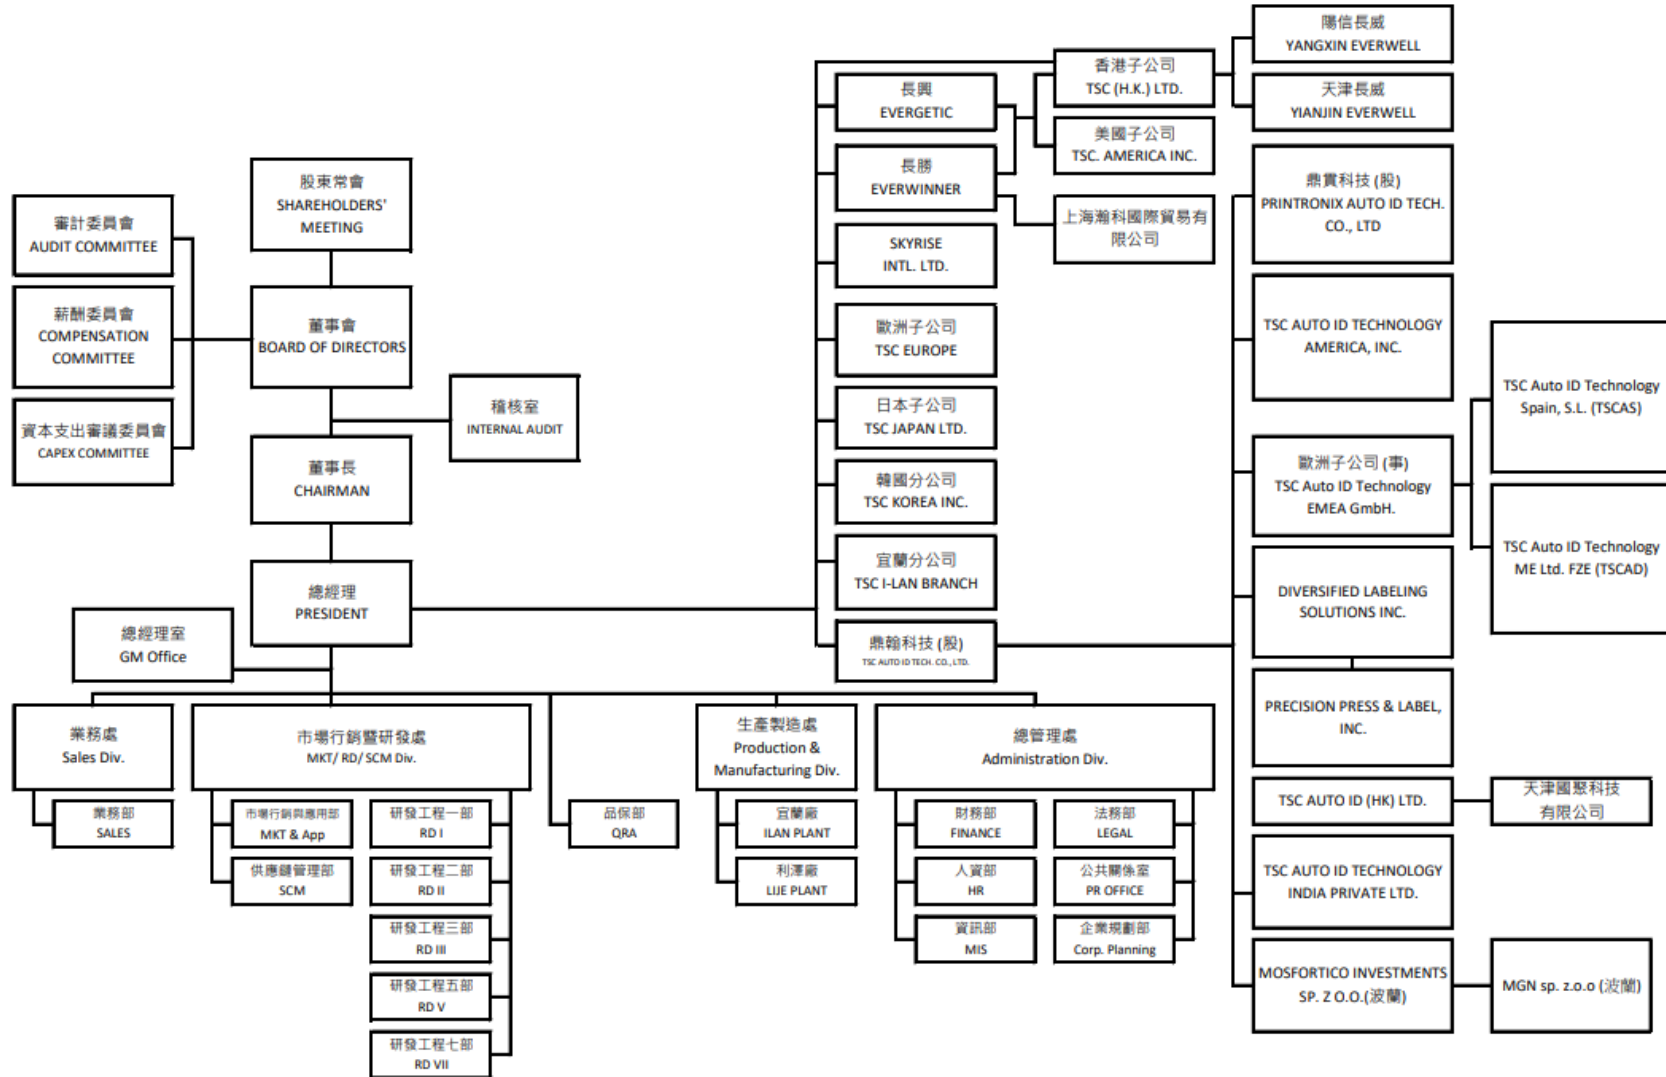 股東常會
SHAREHOLDERS'
MEETING
審計委員會
AUDIT COMMITTEE
薪酬委員會
COMPENSATION
COMMITTEE
資本支出審議委員會
CAPEX COMMITTEE
董事會
BOARD OF DIRECTORS
稽核室
INTERNAL AUDIT
董事長
CHAIRMAN
總經理
PRESIDENT
總經理室
GM Office
業務處
Sales Div.
業務部
SALES
市場行銷暨研發處
MKT/ RD/ SCM Div.
市場行銷與應用部
MKT & App
供應鏈管理部
SCM
研發工程一部
RD I
研發工程二部
RD II
研發工程三部
RD III
研發工程五部
RD V
研發工程七部
RD VII
品保部
QRA
生產製造處
Production &
Manufacturing Div.
宜蘭廠
ILAN PLANT
利澤廠
LIJE PLANT
總管理處
Administration Div.
財務部
FINANCE
人資部
HR
資訊部
MIS
法務部
LEGAL
公共關係室
PR OFFICE
企業規劃部
Corp. Planning
長興
EVERGETIC
長勝
EVERWINNER
SKYRISE
INTL. LTD.
歐洲子公司
TSC EUROPE
日本子公司
TSC JAPAN LTD.
韓國分公司
TSC KOREA INC.
宜蘭分公司
TSC I-LAN BRANCH
鼎翰科技 (股)
TSC AUTO ID TECH. CO., LTD.
香港子公司
TSC (H.K.) LTD.
美國子公司
TSC. AMERICA INC.
上海瀚科國際貿易有
限公司
陽信長威
YANGXIN EVERWELL
天津長威
YIANJIN EVERWELL
鼎貫科技 (股)
PRINTRONIX AUTO ID TECH.
CO., LTD
TSC AUTO ID TECHNOLOGY
AMERICA, INC.
歐洲子公司 (事)
TSC Auto ID Technology
EMEA GmbH.
TSC Auto ID Technology
Spain, S.L. (TSCAS)
TSC Auto ID Technology
ME Ltd. FZE (TSCAD)
DIVERSIFIED LABELING
SOLUTIONS INC.
PRECISION PRESS & LABEL,
INC.
TSC AUTO ID (HK) LTD.
天津國聚科技
有限公司
TSC AUTO ID TECHNOLOGY
INDIA PRIVATE LTD.
MOSFORTICO INVESTMENTS
SP. Z O.O.(波蘭)
MGN sp. z.o.o (波蘭)